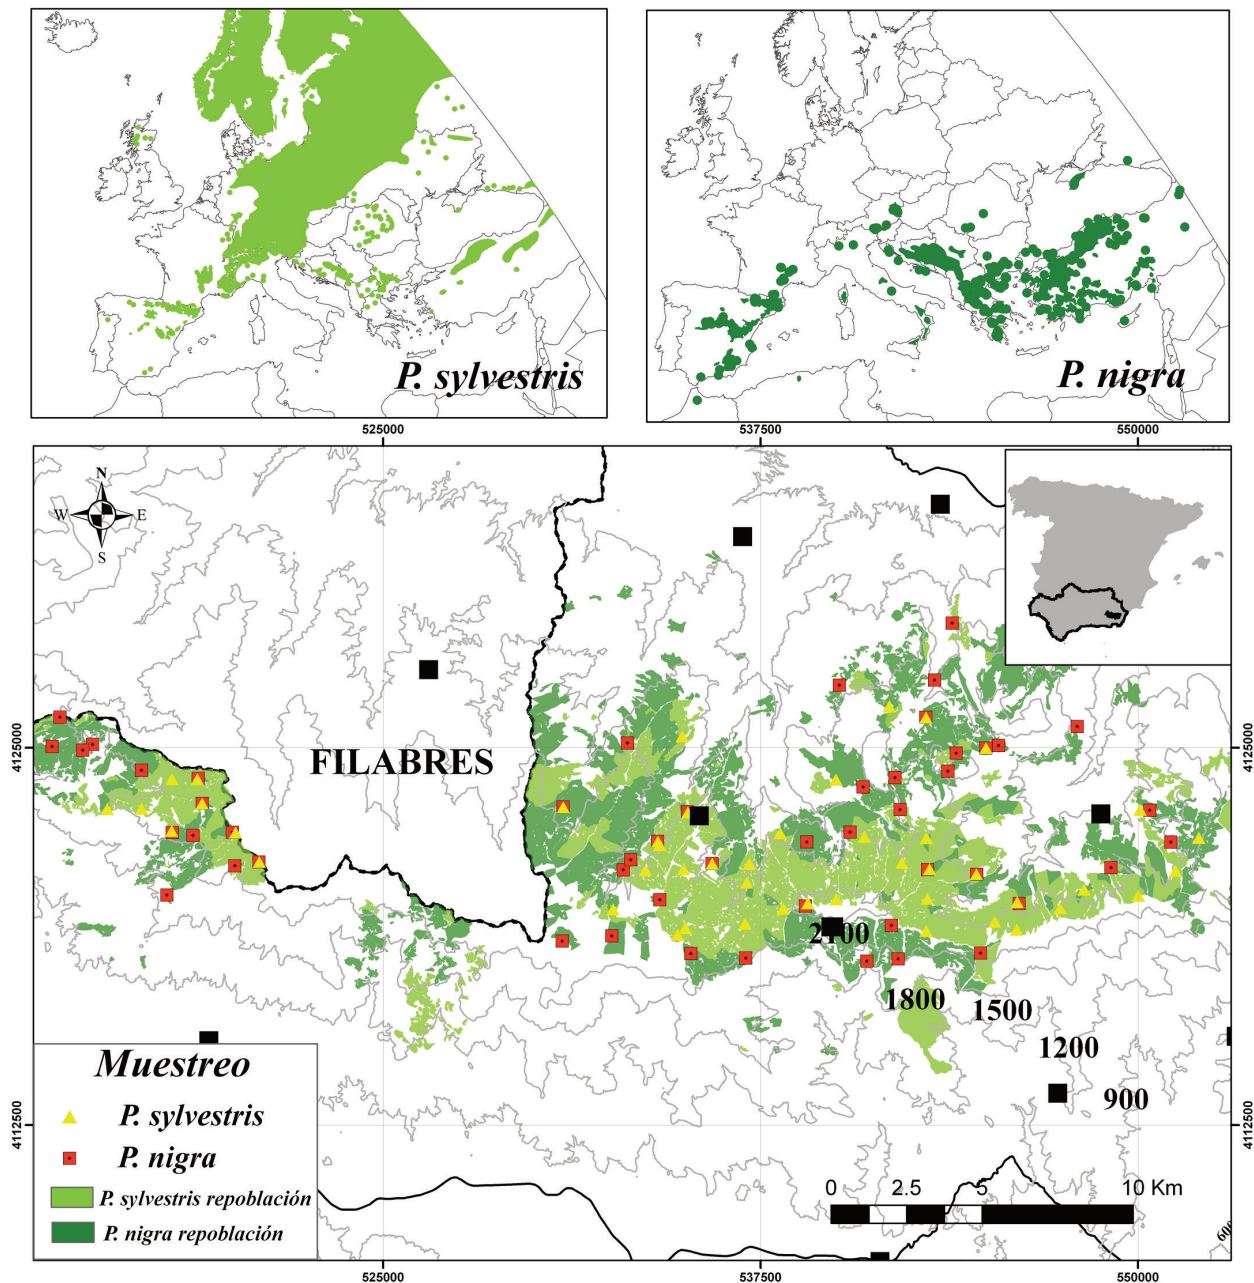 P. sylvestris
P. nigra
525000
537500
550000
N
W E
S
FILABRES
4125000
4125000
2100
1800
1500
1200
900
4112500
4112500
Muestreo
P. sylvestris
P. nigra
P. sylvestris repoblación
P. nigra repoblación
0 2.5 5 10 Km
525000
537500
550000